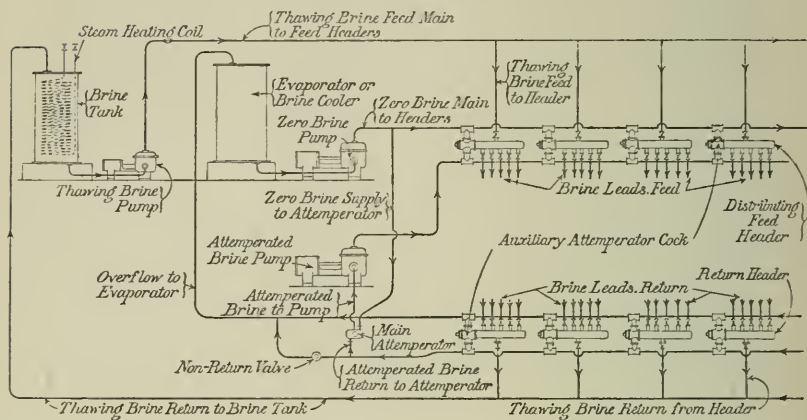 Thawing Brine Feed Main
to Feed Headers
Steam Heating Coil
Brine
Tank
Evaporator or
Brine Cooler
Thawing
Brine Feed
to Header
Zero Brine Main
to Headers
Zero Brine
Pump
Thawing Brine
Pump
Brine Leads. Feed
Zero Brine Supply
to Attemperator
Distributing
Feed
Header
Auxiliary Attemperator Cock
Attemperated
Brine Pump
Overflow to
Evaporator
Attemperated
Brine to Pump
Brine Leads. Return
Return Header
Main
Attemperator
Non-Return Valve
Attemperated Brine
Return to Attemperator
Thawing Brine Return to Brine Tank
Thawing Brine Return from Header